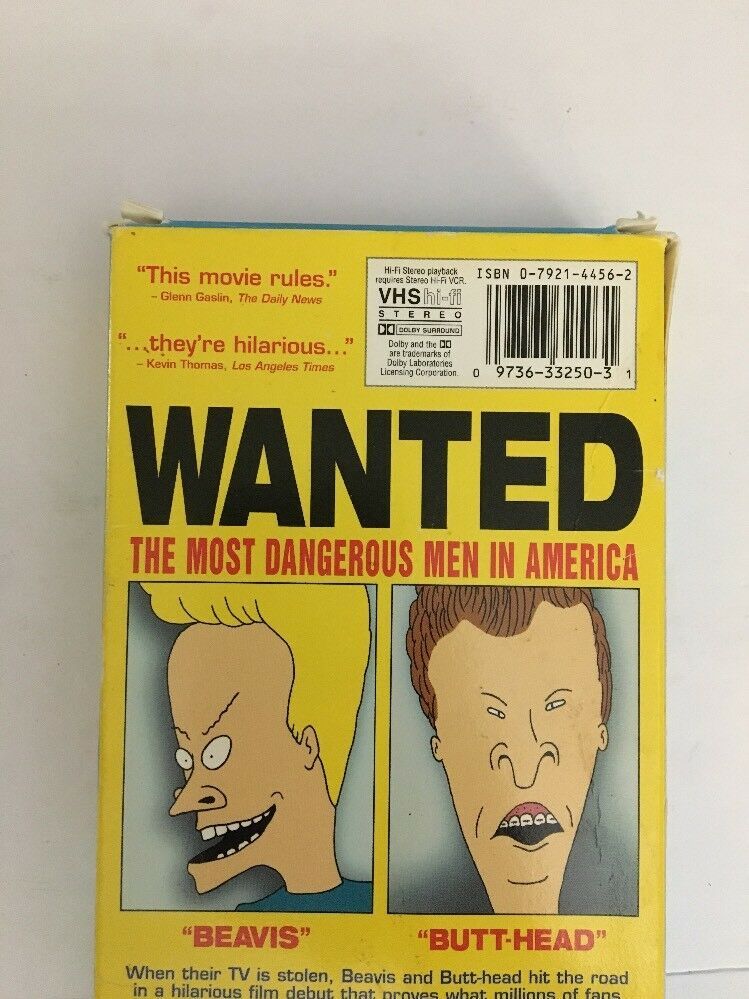 "This movie rules."
– Glenn Gaslin, The Daily News
"...they're hilarious..."
– Kevin Thomas, Los Angeles Times
Hi-Fi Stereo playback
requires Stereo Hi-Fi VCR.
VHS hi-fi
STEREO
DOLBY SURROUND
Dolby and the DD
are trademarks of
Dolby Laboratories
Licensing Corporation.
ISBN 0-7921-4456-2
0 9736-33250-3 1
WANTED
THE MOST DANGEROUS MEN IN AMERICA
"BEAVIS" "BUTT-HEAD"
When their TV is stolen, Beavis and Butt-head hit the road
in a hilarious film debut that proves what millions of fans